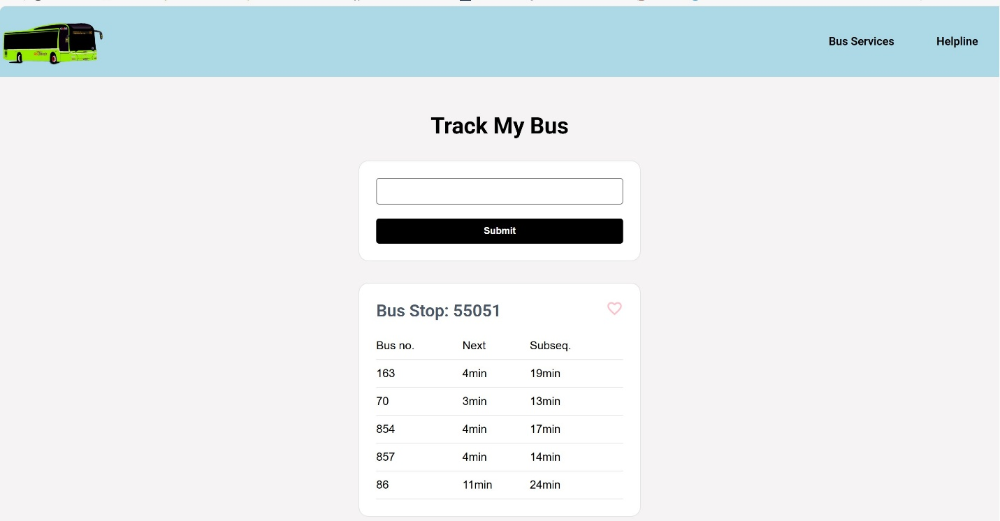 Bus Services Helpline
Track My Bus
Submit
Bus Stop: 55051
Bus no. Next Subseq.
163 4min 19min
70 3min 13min
854 4min 17min
857 4min 14min
86 11min 24min